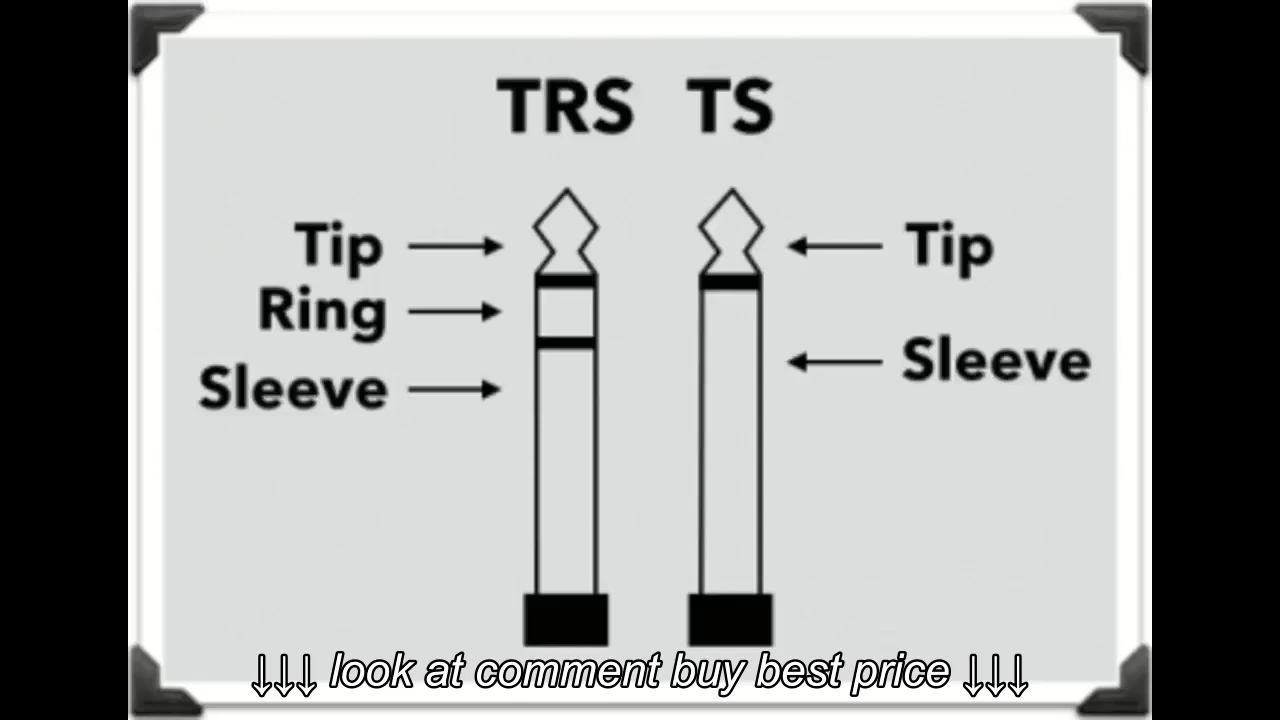 TRS TS
Tip Tip
Ring
Sleeve Sleeve
↓↓↓ look at comment buy best price ↓↓↓